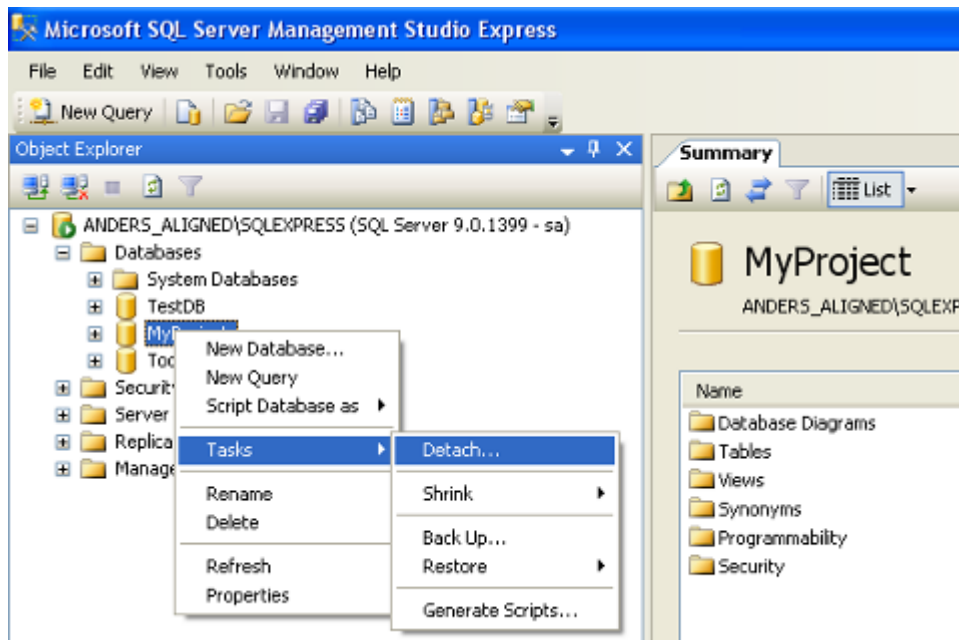 Microsoft SQL Server Management Studio Express
File Edit View Tools Window Help
New Query
Object Explorer
Summary
List
ANDERS_ALIGNED\SQLEXPRESS (SQL Server 9.0.1399 - sa)
Databases
System Databases
TestDB
Securit
Server
Replica
Manage
New Database...
New Query
Script Database as
Tasks
Rename
Delete
Refresh
Properties
Detach...
Shrink
Back Up...
Restore
Generate Scripts...
MyProject
ANDERS_ALIGNED\SQLEXP
Name
Database Diagrams
Tables
Views
Synonyms
Programmability
Security